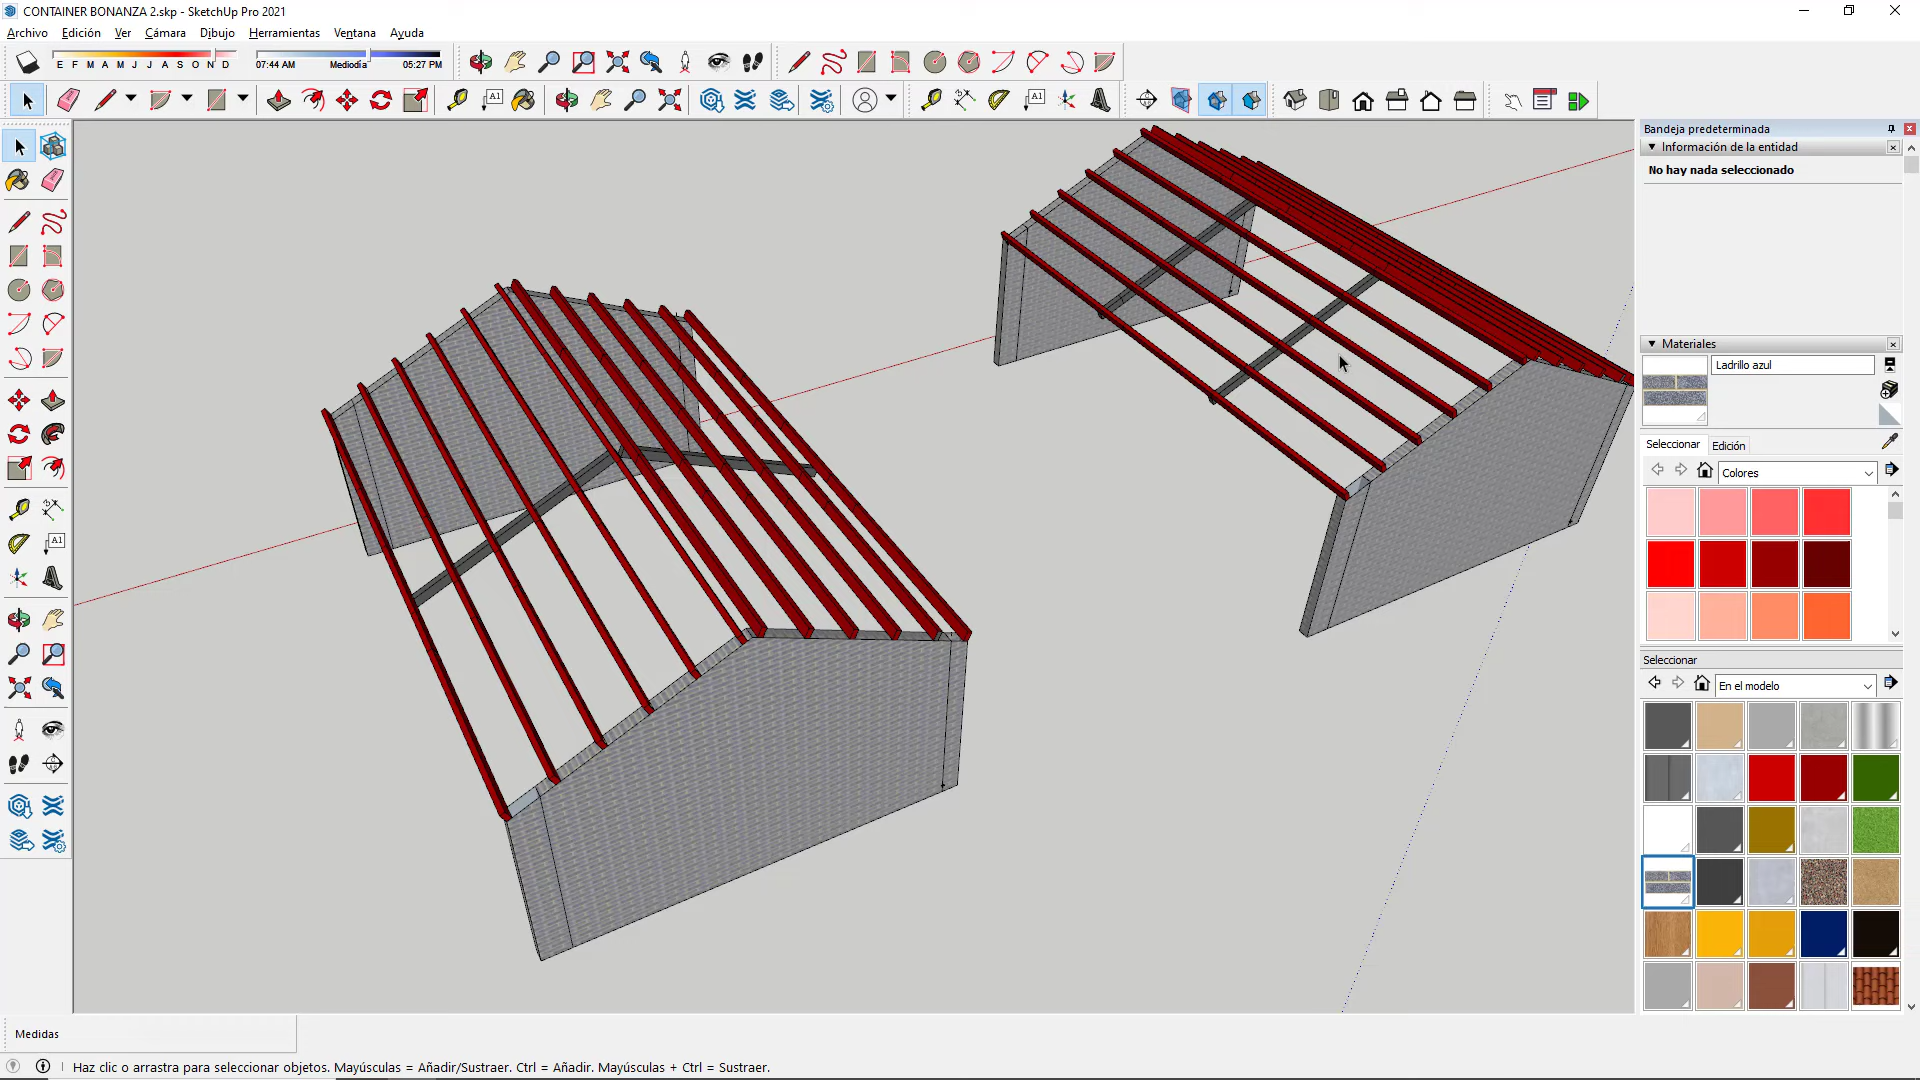 CONTAINER BONANZA 2.skp - SketchUp Pro 2021
Archivo Edición Ver Cámara Dibujo Herramientas Ventana Ayuda
E F M A M J J A S O N D
07:44 AM Mediodía 05:27 PM
A1
A1
A1
Bandeja predeterminada
Información de la entidad
No hay nada seleccionado
Materiales
Ladrillo azul
Seleccionar Edición
Colores
Seleccionar
En el modelo
Medidas
Haz clic o arrastra para seleccionar objetos. Mayúsculas = Añadir/Sustraer. Ctrl = Añadir. Mayúsculas + Ctrl = Sustraer.